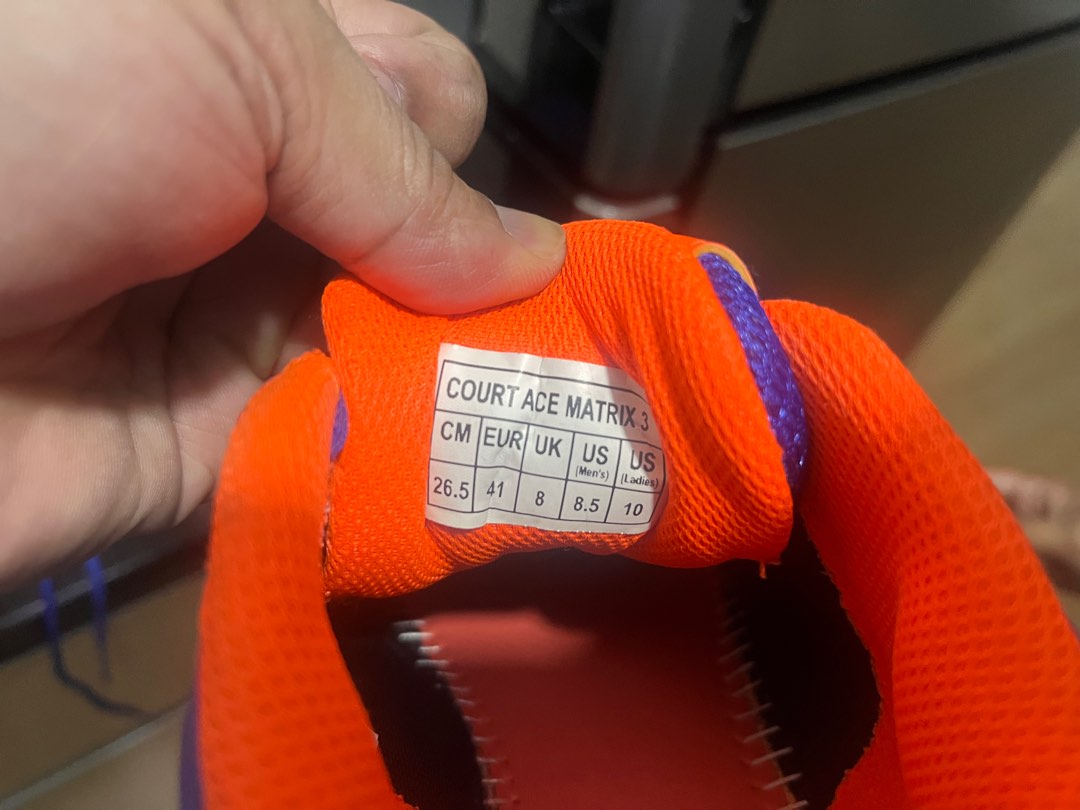 COURT ACE MATRIX 3
CM EUR UK US (Men's) US (Ladies)
26.5 41 8 8.5 10